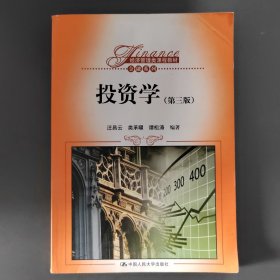 Finance
经济管理类课程教材
金融系列
投资学（第三版）
汪昌云 类承曜 谭松涛 编著
200 300 400
中国人民大学出版社